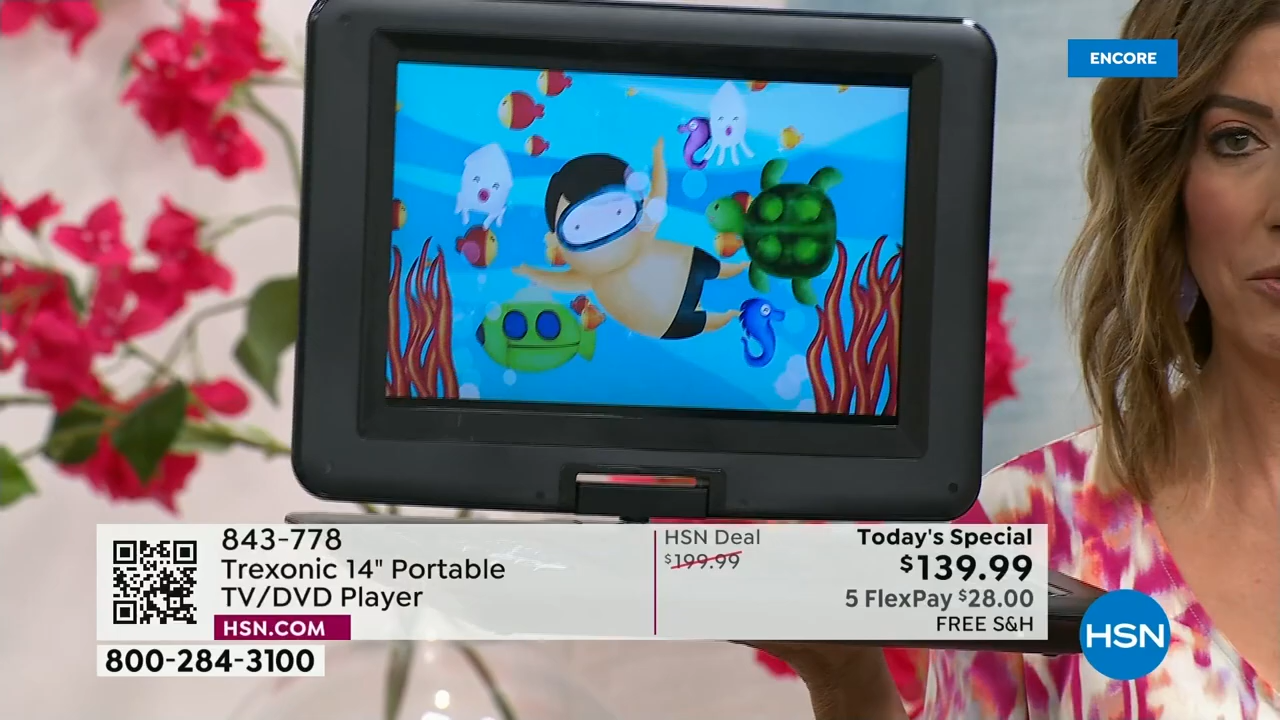 ENCORE
843-778
Trexonic 14" Portable
TV/DVD Player
HSN.COM
800-284-3100
HSN Deal
$199.99
Today's Special
$139.99
5 FlexPay $28.00
FREE S&H
HSN